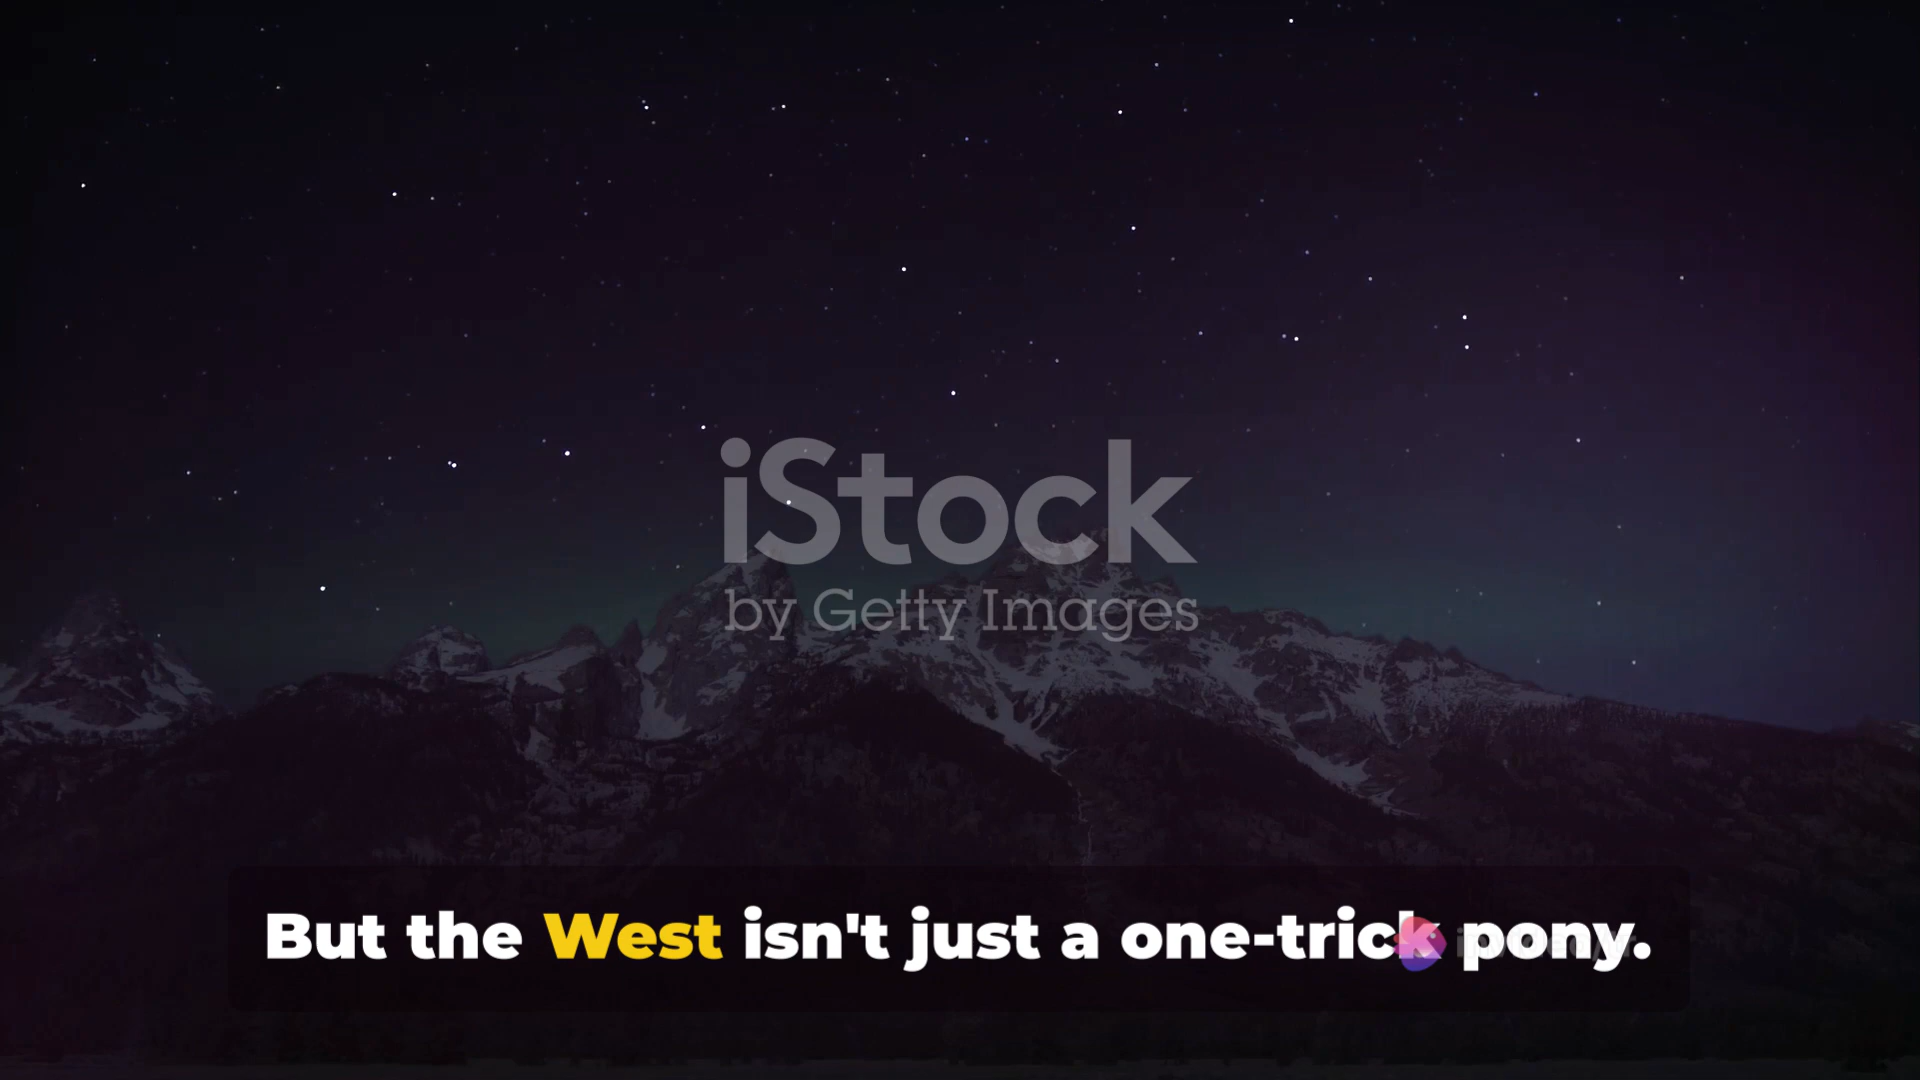 iStock
by Getty Images
But the West isn't just a one-trick pony.